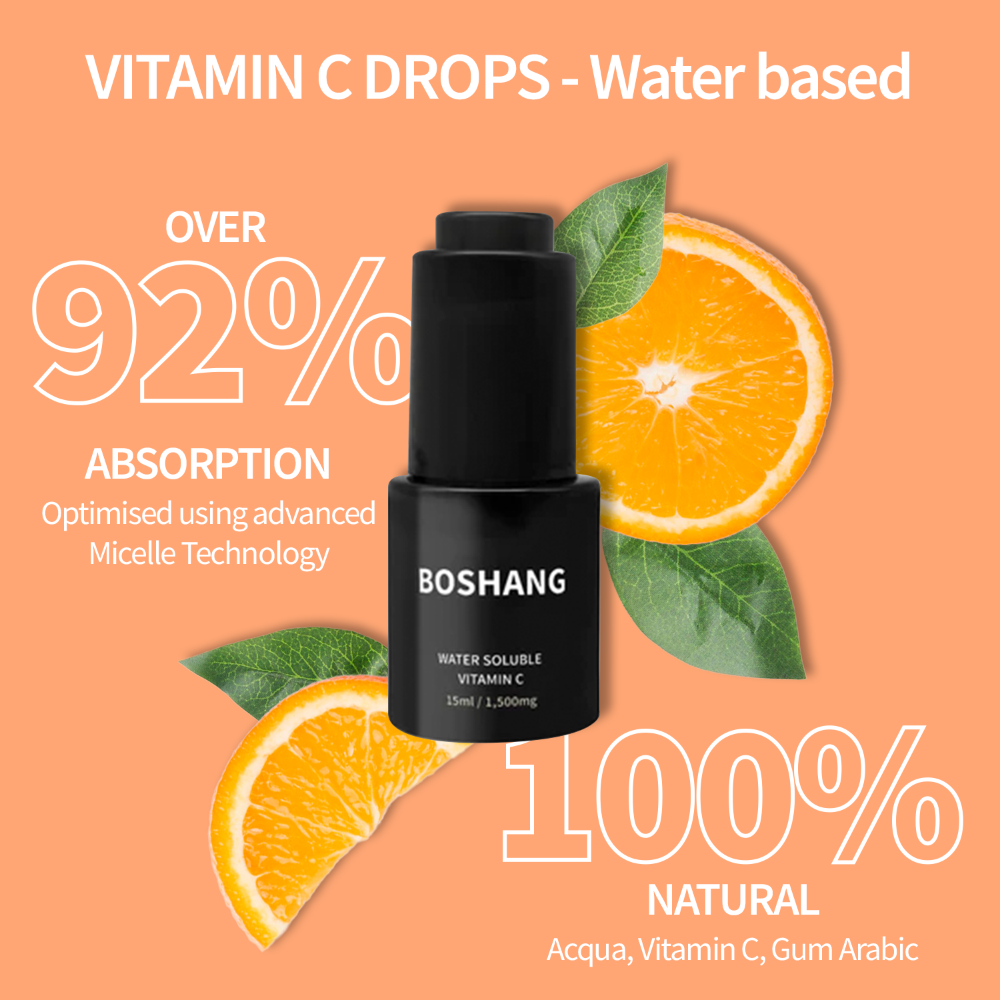 VITAMIN C DROPS - Water based
OVER
92%
ABSORPTION
Optimised using advanced
Micelle Technology
BOSHANG
WATER SOLUBLE
VITAMIN C
15ml / 1,500mg
100%
NATURAL
Acqua, Vitamin C, Gum Arabic